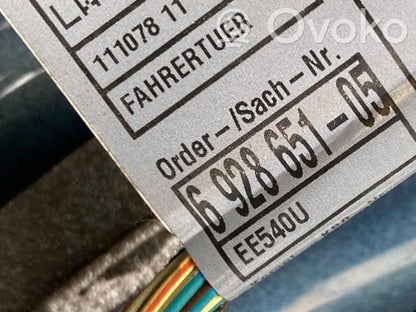 Ovoko
111078 11
FAHRERTUER
Order-/Sach-Nr.
6 928 651-05
EE540U